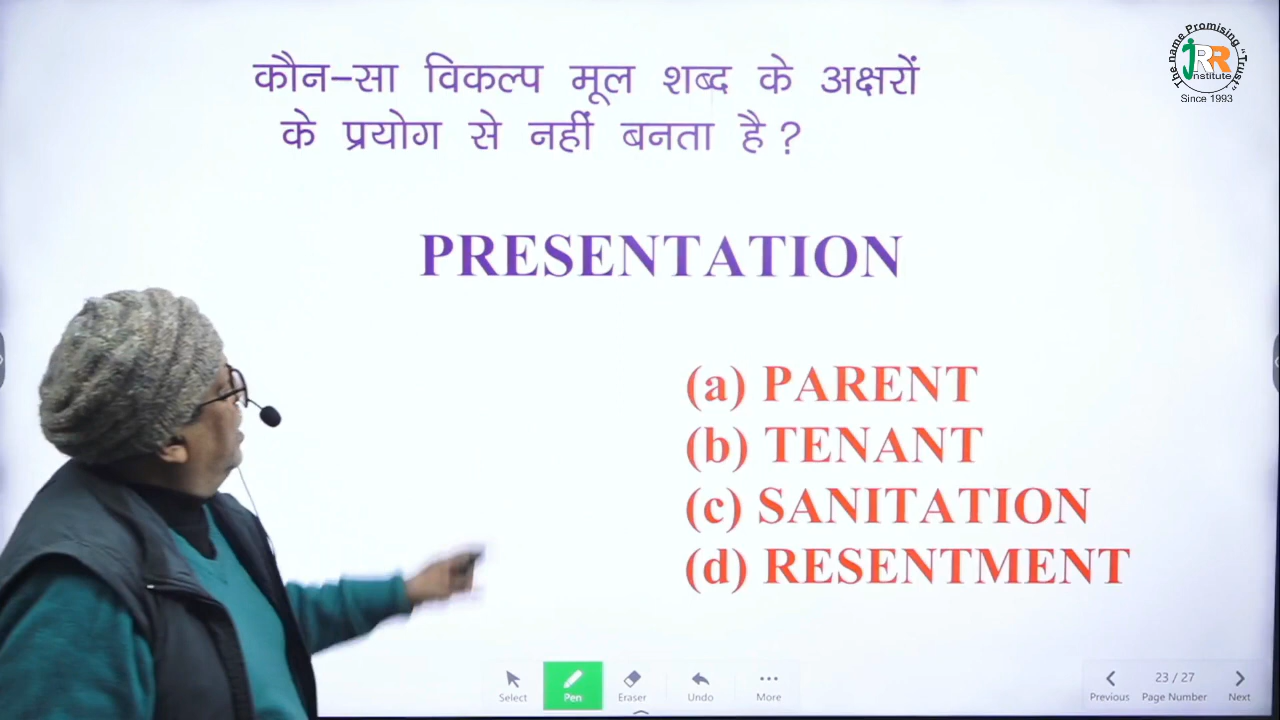 कौन-सा विकल्प मूल शब्द के अक्षरों
के प्रयोग से नहीं बनता है ?
PRESENTATION
(a) PARENT
(b) TENANT
(c) SANITATION
(d) RESENTMENT
The name Promising "Trust"
RR
Institute
Since 1993
Select
Pen
Eraser
Undo
More
Previous
23 / 27
Page Number
Next